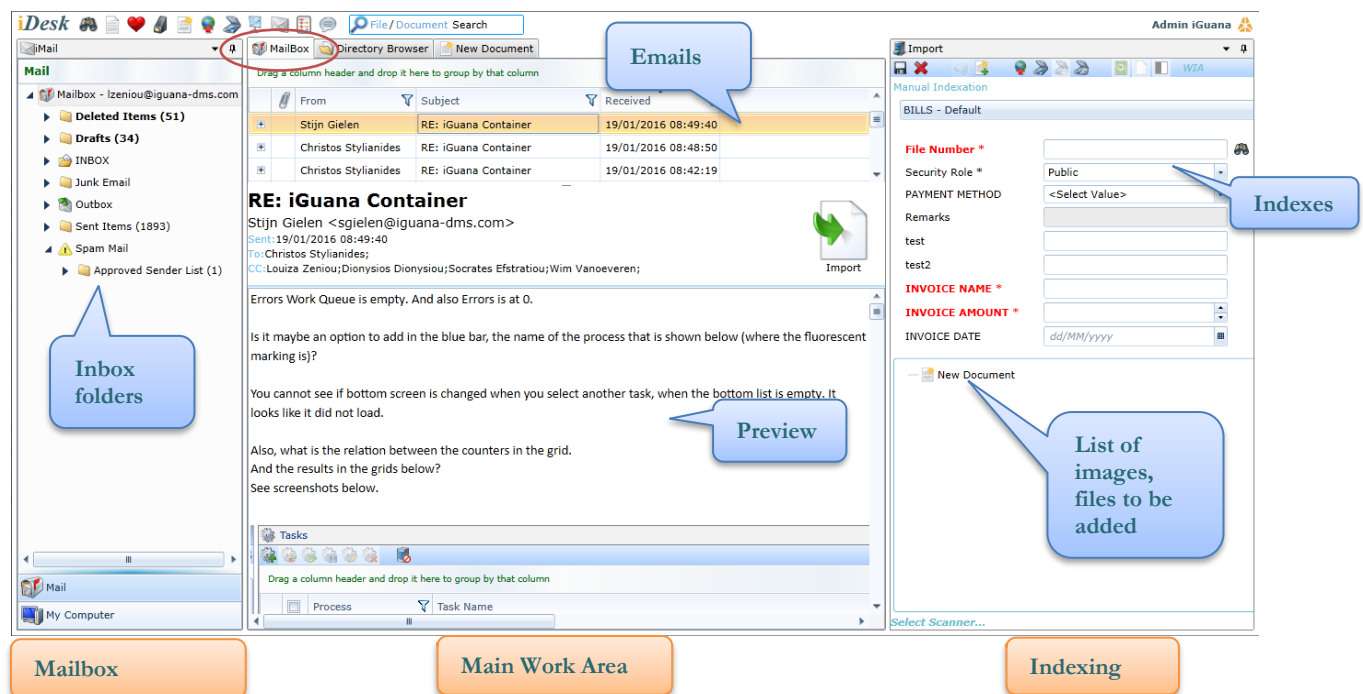 iDesk File/Document Search Admin iGuana
iMail
Mail
Mailbox - lzeniou@iguana-dms.com
Deleted Items (51)
Drafts (34)
INBOX
Junk Email
Outbox
Sent Items (1893)
Spam Mail
Approved Sender List (1)
Inbox
folders
Mail
My Computer
MailBox Directory Browser New Document
Drag a column header and drop it here to group by that column
From Subject Received
Stijn Gielen RE: iGuana Container 19/01/2016 08:49:40
Christos Stylianides RE: iGuana Container 19/01/2016 08:48:50
Christos Stylianides RE: iGuana Container 19/01/2016 08:42:19
Emails
RE: iGuana Container
Stijn Gielen <sgielen@iguana-dms.com>
Sent:19/01/2016 08:49:40
To:Christos Stylianides;
CC:Louiza Zeniou;Dionysios Dionysiou;Socrates Efstratiou;Wim Vanoeveren;
Import
Errors Work Queue is empty. And also Errors is at 0.
Is it maybe an option to add in the blue bar, the name of the process that is shown below (where the fluorescent
marking is)?
You cannot see if bottom screen is changed when you select another task, when the bottom list is empty. It
looks like it did not load.
Also, what is the relation between the counters in the grid.
And the results in the grids below?
See screenshots below.
Preview
Tasks
Drag a column header and drop it here to group by that column
Process Task Name
Import
WIA
Manual Indexation
BILLS - Default
File Number *
Security Role * Public
PAYMENT METHOD <Select Value>
Remarks
test
test2
INVOICE NAME *
INVOICE AMOUNT *
INVOICE DATE dd/MM/yyyy
Indexes
New Document
List of
images,
files to be
added
Select Scanner...
Mailbox
Main Work Area
Indexing